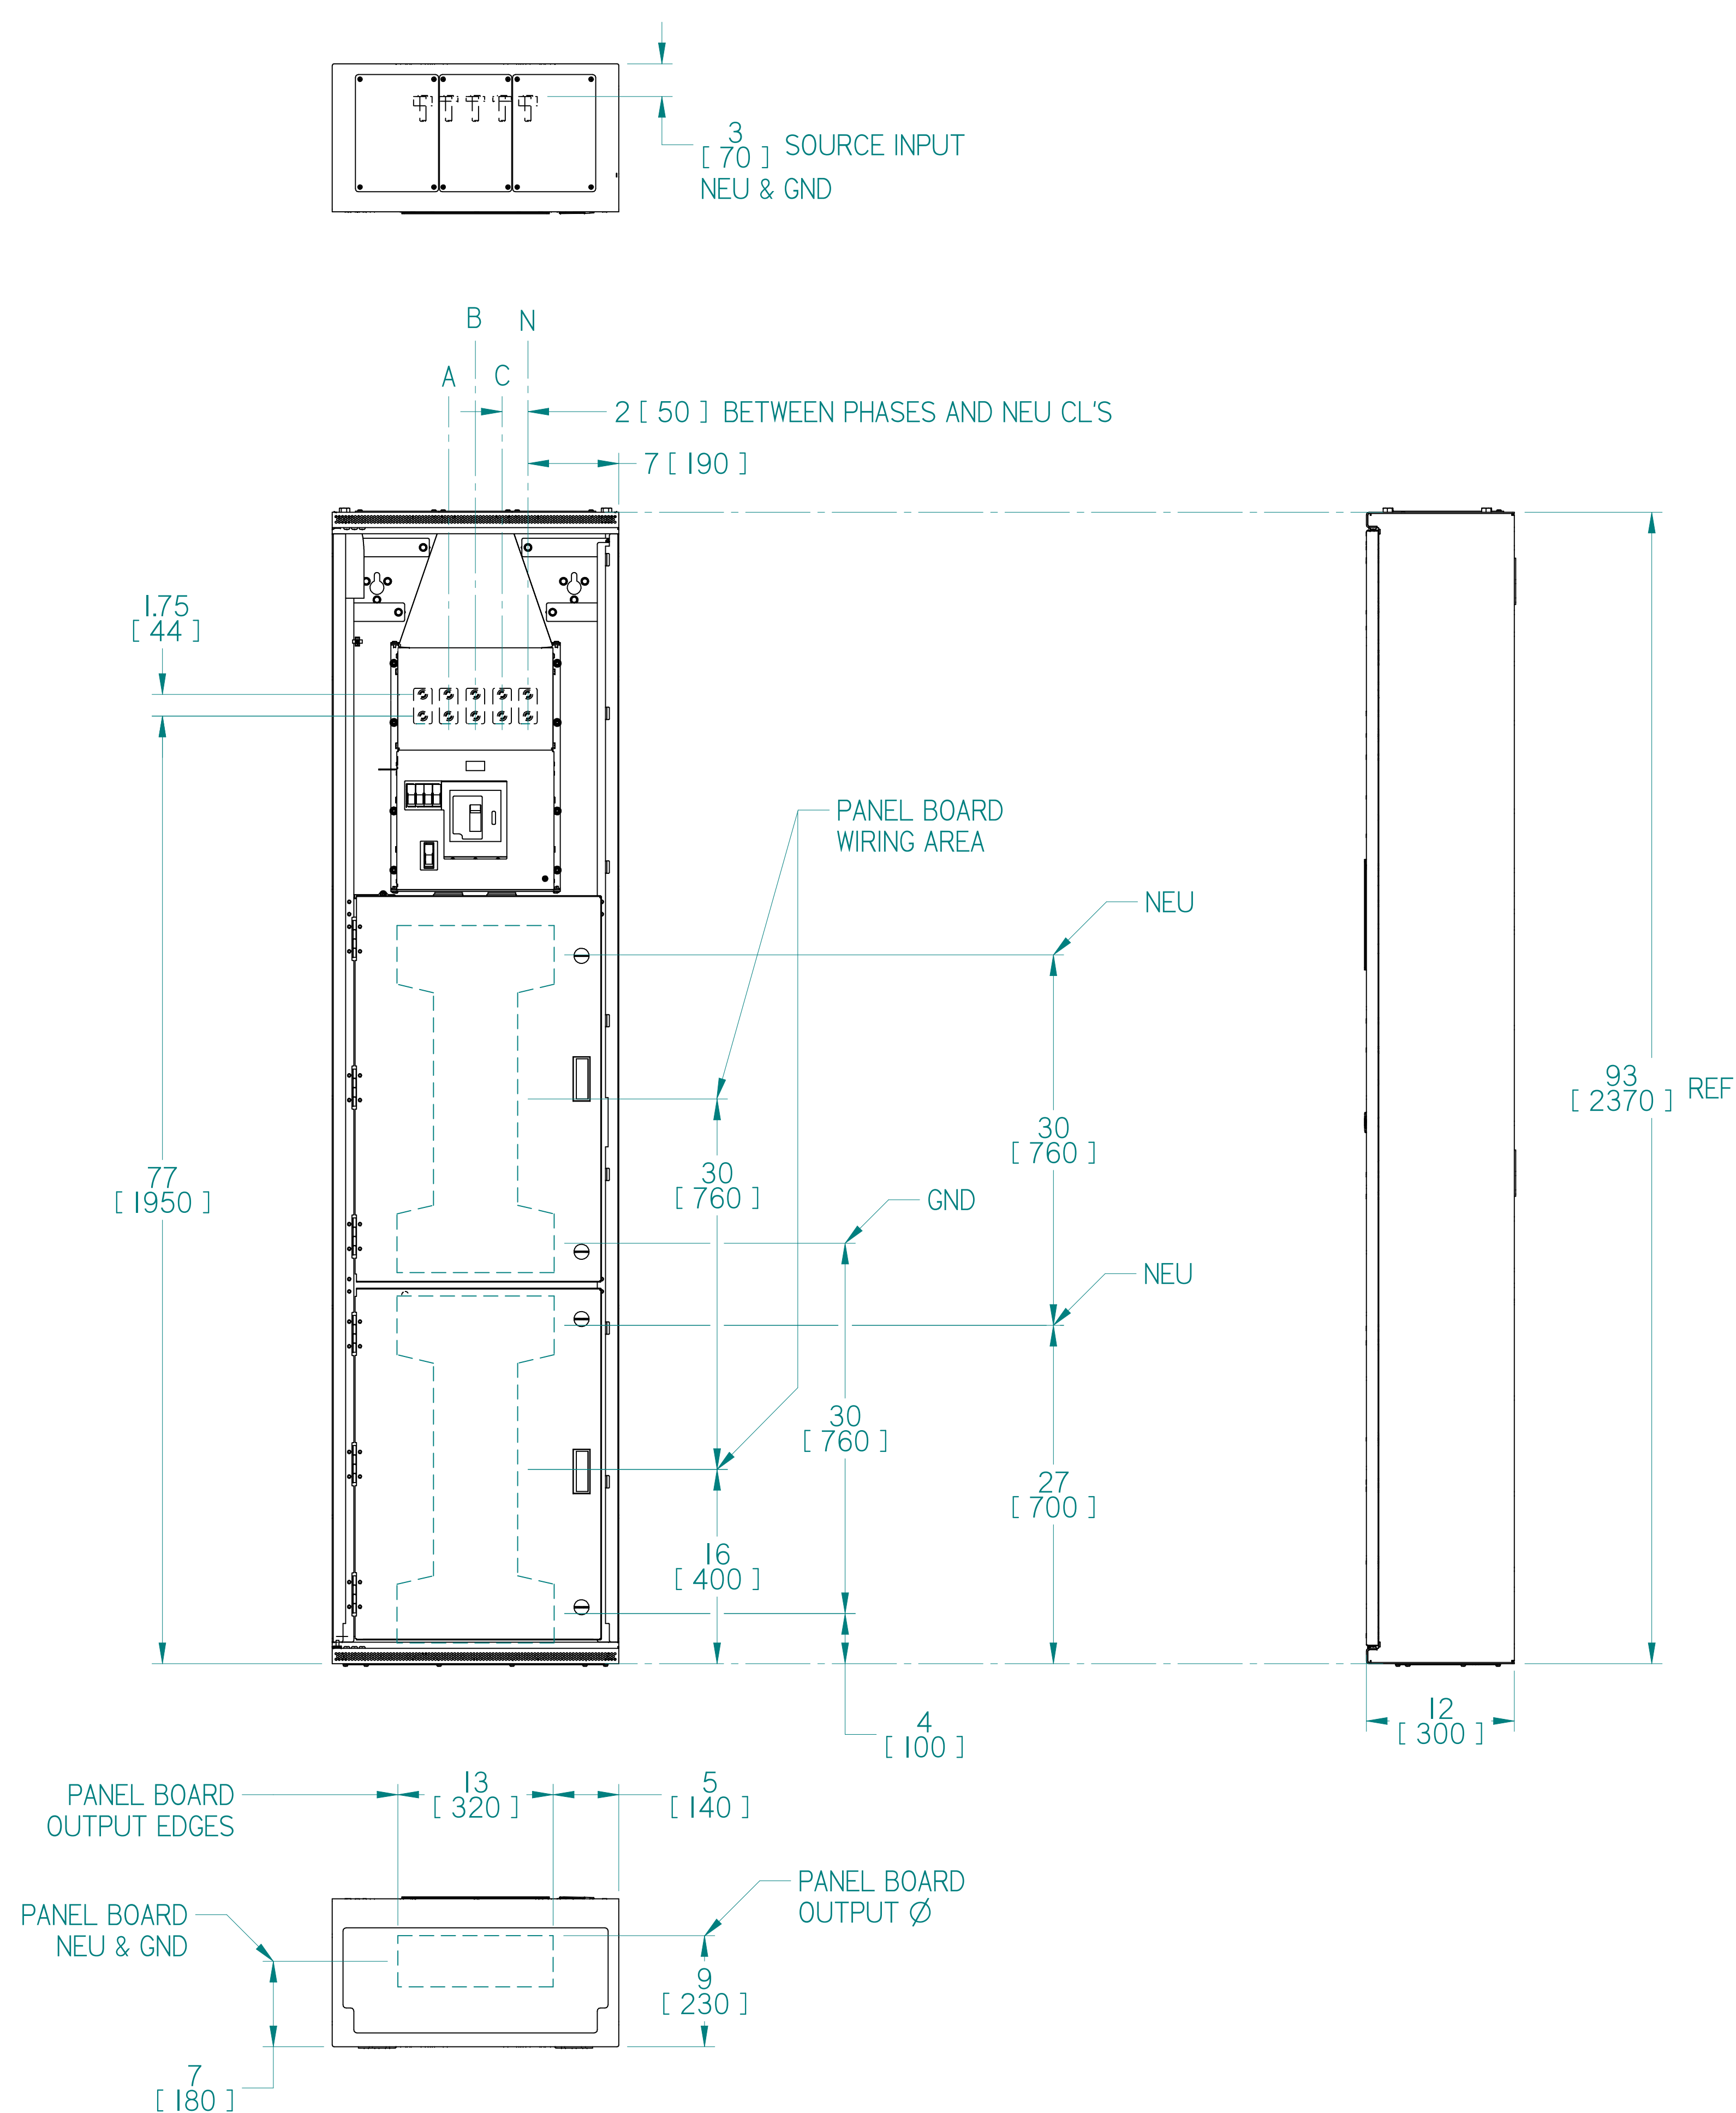 3
[ 70 ] SOURCE INPUT
NEU & GND
B N
A C
2 [ 50 ] BETWEEN PHASES AND NEU CL'S
7 [ 190 ]
1.75
[ 44 ]
PANEL BOARD
WIRING AREA
NEU
93
[ 2370 ] REF
30
[ 760 ]
77
[ 1950 ]
30
[ 760 ]
GND
NEU
30
[ 760 ]
27
[ 700 ]
16
[ 400 ]
4
[ 100 ]
12
[ 300 ]
PANEL BOARD
OUTPUT EDGES
13
[ 320 ]
5
[ 140 ]
PANEL BOARD
OUTPUT Ø
PANEL BOARD
NEU & GND
9
[ 230 ]
7
[ 180 ]